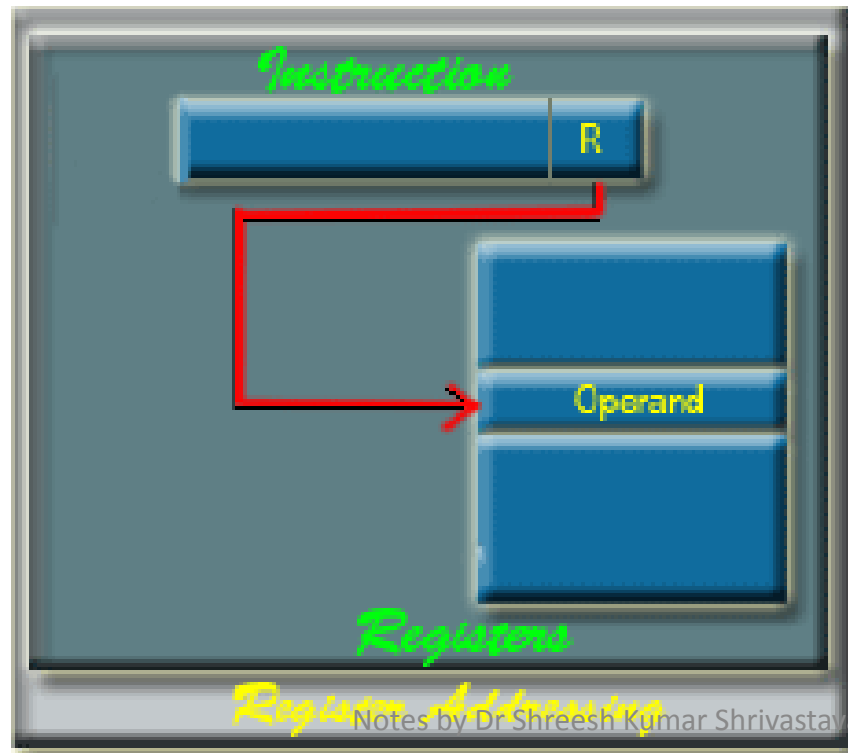 Instruction
R
Operand
Registers
Register Addressing
Notes by Dr Shreesh Kumar Shrivastav